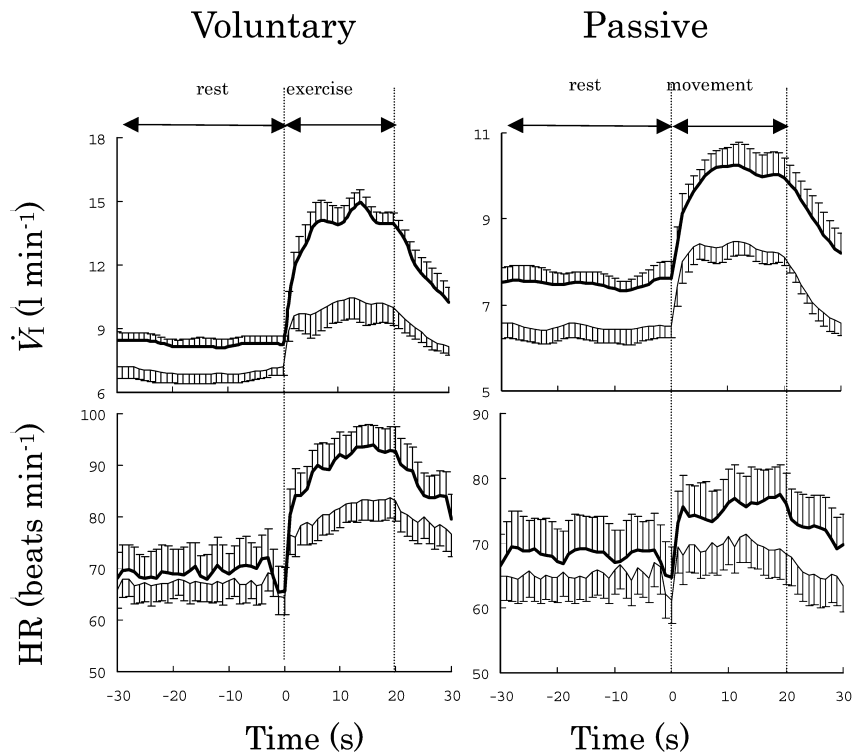 Voluntary Passive
rest exercise rest movement
18
15
12
9
6
V̇I (l min-1)
11
9
7
5
100
90
80
70
60
50
HR (beats min-1)
90
80
70
60
50
-30 -20 -10 0 10 20 30
-30 -20 -10 0 10 20 30
Time (s) Time (s)